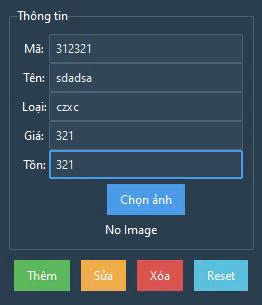 Thông tin
Mã: 312321
Tên: sdadsa
Loại: czxc
Giá: 321
Tồn: 321
Chọn ảnh
No Image
Thêm Sửa Xóa Reset